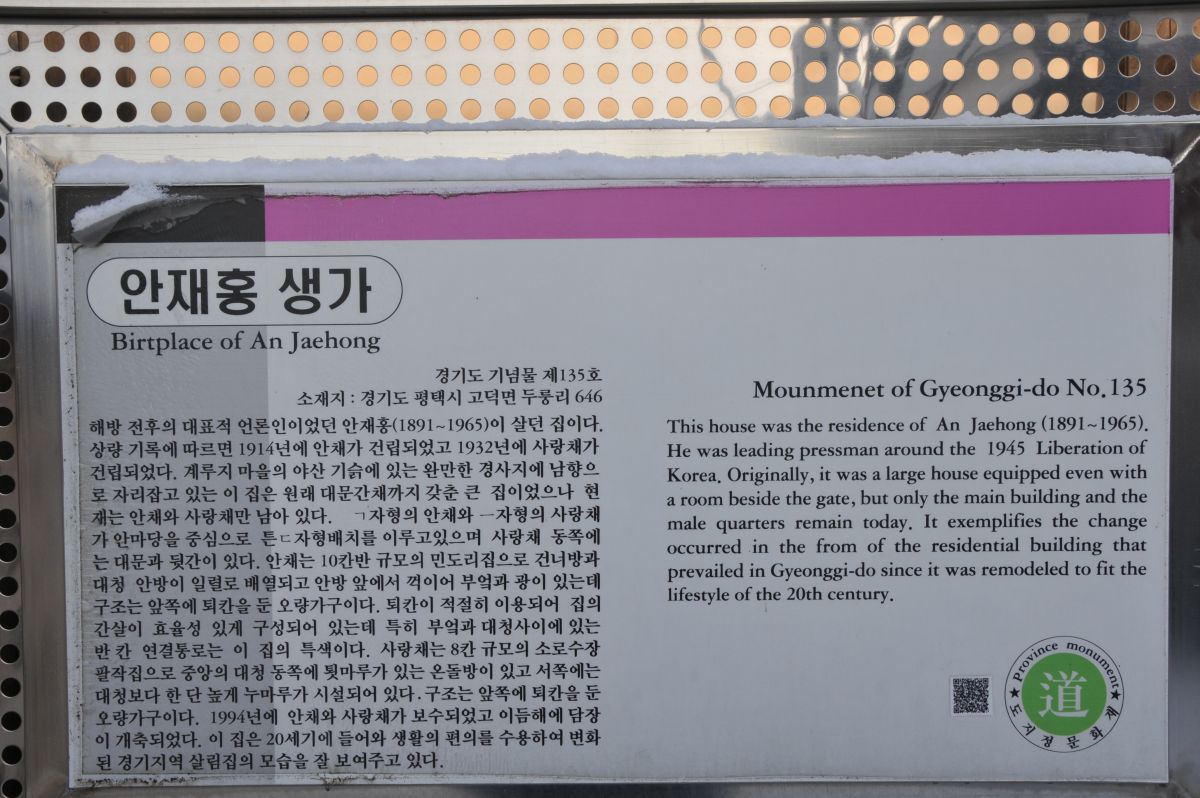 안재홍 생가
Birtplace of An Jaehong
경기도 기념물 제135호
소재지 : 경기도 평택시 고덕면 두릉리 646
해방 전후의 대표적 언론인이었던 안재홍(1891~1965)이 살던 집이다.
상량 기록에 따르면 1914년에 안채가 건립되었고 1932년에 사랑채가
건립되었다. 계루지 마을의 야산 기슭에 있는 완만한 경사지에 남향으
로 자리잡고 있는 이 집은 원래 대문간채까지 갖춘 큰 집이었으나 현
재는 안채와 사랑채만 남아 있다. ㄱ자형의 안채와 ㅡ자형의 사랑채
가 안마당을 중심으로 튼ㄷ자형배치를 이루고있으며 사랑채 동쪽에
는 대문과 뒷간이 있다. 안채는 10칸반 규모의 민도리집으로 건너방과
대청 안방이 일렬로 배열되고 안방 앞에서 꺽이어 부엌과 광이 있는데
구조는 앞쪽에 퇴칸을 둔 오량가구이다. 퇴칸이 적절히 이용되어 집의
간살이 효율성 있게 구성되어 있는데 특히 부엌과 대청사이에 있는
반칸 연결통로는 이 집의 특색이다. 사랑채는 8칸 규모의 소로수장
팔작집으로 중앙의 대청 동쪽에 툇마루가 있는 온돌방이 있고 서쪽에는
대청보다 한 단 높게 누마루가 시설되어 있다. 구조는 앞쪽에 퇴칸을 둔
오량가구이다. 1994년에 안채와 사랑채가 보수되었고 이듬해에 담장
이 개축되었다. 이 집은 20세기에 들어와 생활의 편의를 수용하여 변화
된 경기지역 살림집의 모습을 잘 보여주고 있다.
Mounmenet of Gyeonggi-do No.135
This house was the residence of An Jaehong (1891~1965).
He was leading pressman around the 1945 Liberation of
Korea. Originally, it was a large house equipped even with
a room beside the gate, but only the main building and the
male quarters remain today. It exemplifies the change
occurred in the from of the residential building that
prevailed in Gyeonggi-do since it was remodeled to fit the
lifestyle of the 20th century.
Province monument
道
도지정문화재